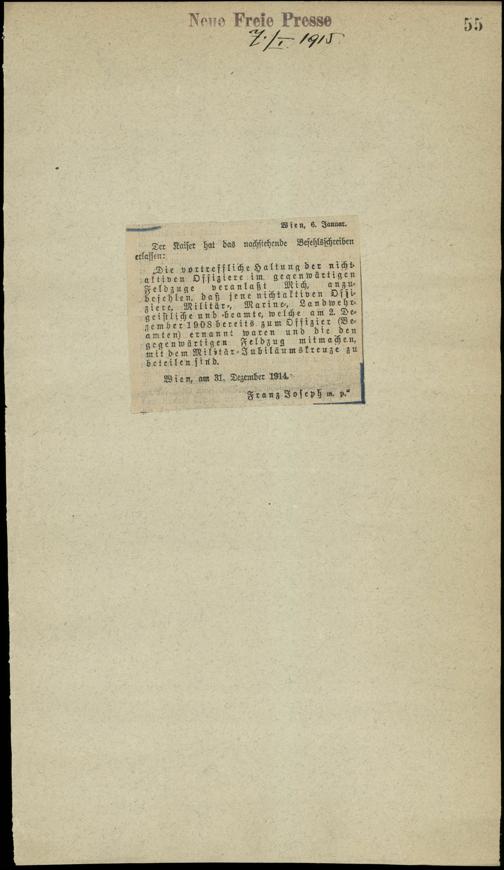 Neue Freie Presse
55
7./I. 1915.
Wien, 6. Januar.
Der Kaiser hat das nachstehende Befehlsschreiben
erlassen:
„Die vortreffliche Haltung der nicht-
aktiven Offiziere im gegenwärtigen
Feldzuge veranlaßt Mich, anzu-
befehlen, daß jene nichtaktiven Offi-
ziere, Militär-, Marine-, Landwehr-
geistliche und -beamte, welche am 2. De-
zember 1908 bereits zum Offizier (Be-
amten) ernannt waren und die den
gegenwärtigen Feldzug mitmachen,
mit dem Militär-Jubiläumskreuze zu
beteilen sind.
Wien, am 31. Dezember 1914.
Franz Joseph m. p."